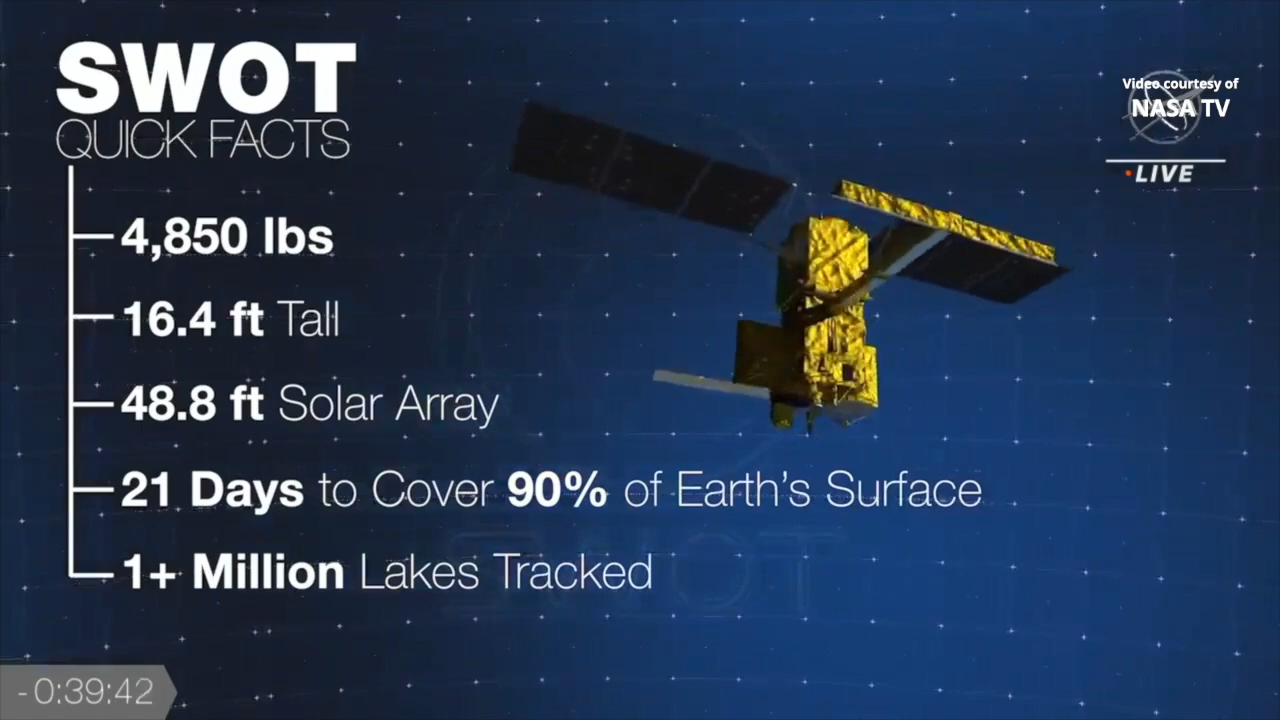 SWOT
QUICK FACTS
4,850 lbs
16.4 ft Tall
48.8 ft Solar Array
21 Days to Cover 90% of Earth's Surface
1+ Million Lakes Tracked
Video courtesy of
NASA TV
LIVE
SWOT
-0:39:42